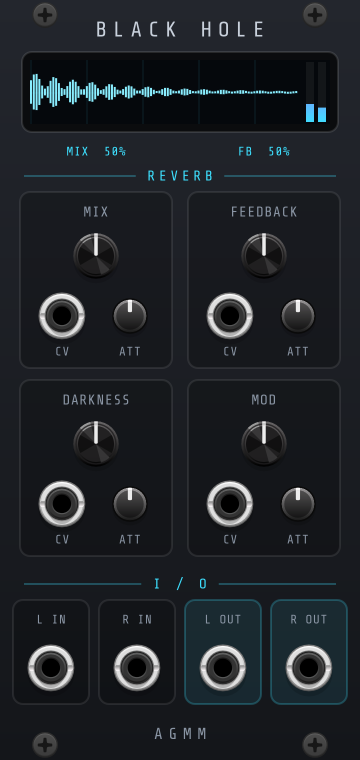 BLACK HOLE
MIX 50% FB 50%
REVERB
MIX FEEDBACK
CV ATT CV ATT
DARKNESS MOD
CV ATT CV ATT
I / O
L IN R IN L OUT R OUT
AGMM